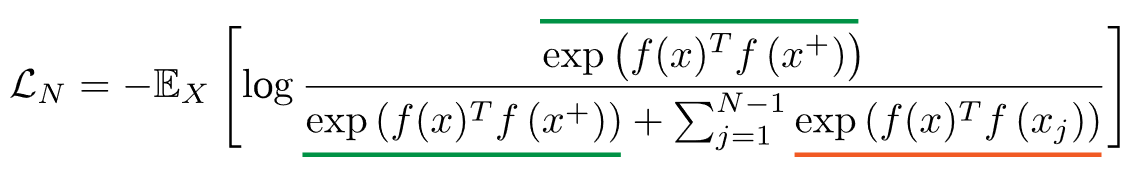 $\mathcal{L}_N = -\mathbb{E}_X \left[ \log \frac{\exp\left(f(x)^T f\left(x^+\right)\right)}{\exp\left(f(x)^T f\left(x^+\right)\right) + \sum_{j=1}^{N-1} \exp\left(f(x)^T f\left(x_j\right)\right)} \right]$